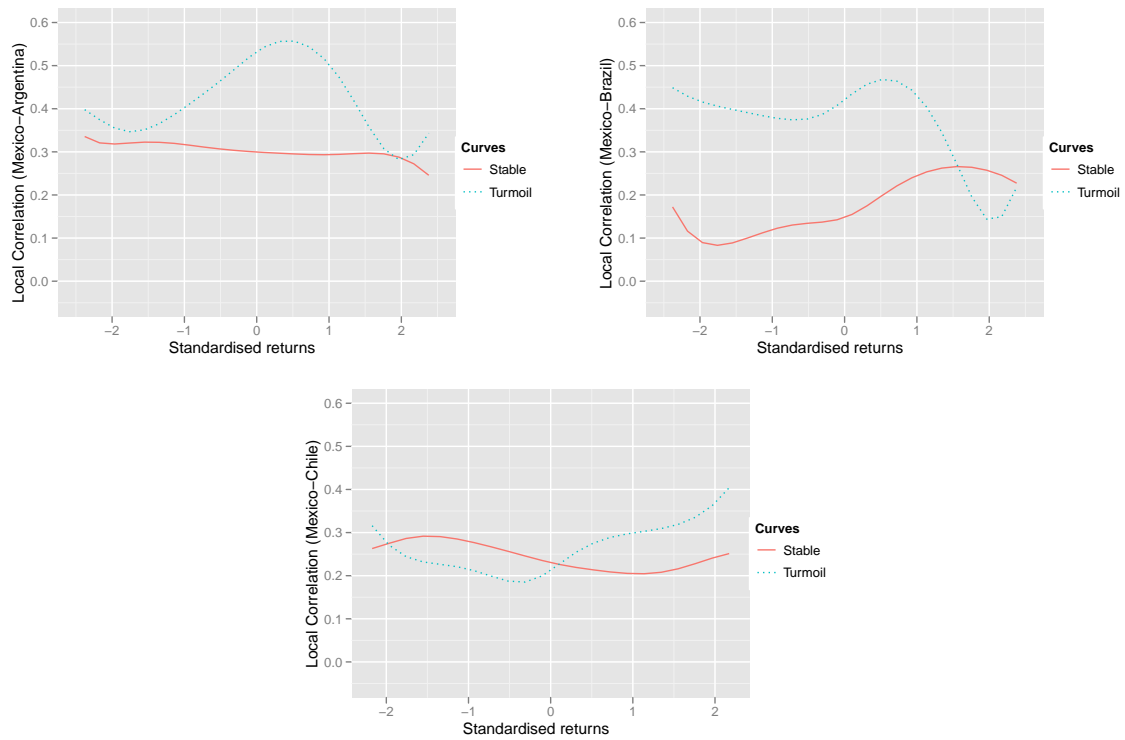 0.6
0.5
0.4
0.3
0.2
0.1
0.0
Local Correlation (Mexico−Argentina)
−2 −1 0 1 2
Standardised returns
Curves
Stable
Turmoil
0.6
0.5
0.4
0.3
0.2
0.1
0.0
Local Correlation (Mexico−Brazil)
−2 −1 0 1 2
Standardised returns
Curves
Stable
Turmoil
0.6
0.5
0.4
0.3
0.2
0.1
0.0
Local Correlation (Mexico−Chile)
−2 −1 0 1 2
Standardised returns
Curves
Stable
Turmoil